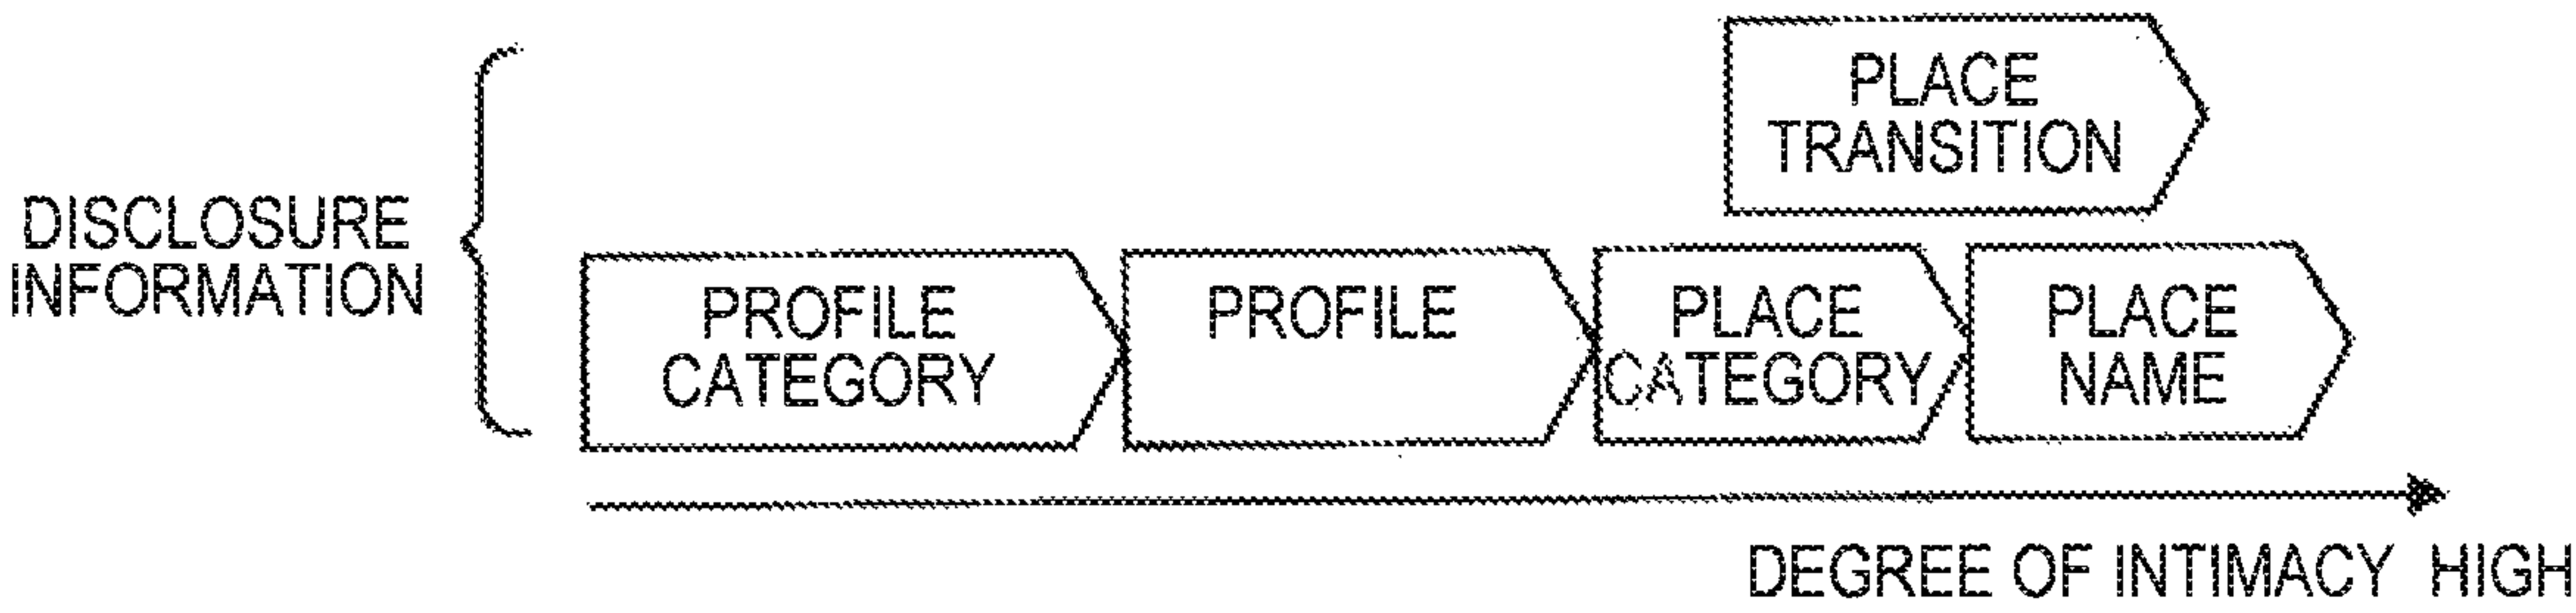 PLACE
TRANSITION
DISCLOSURE
INFORMATION
PROFILE
CATEGORY
PROFILE
PLACE
CATEGORY
PLACE
NAME
DEGREE OF INTIMACY HIGH